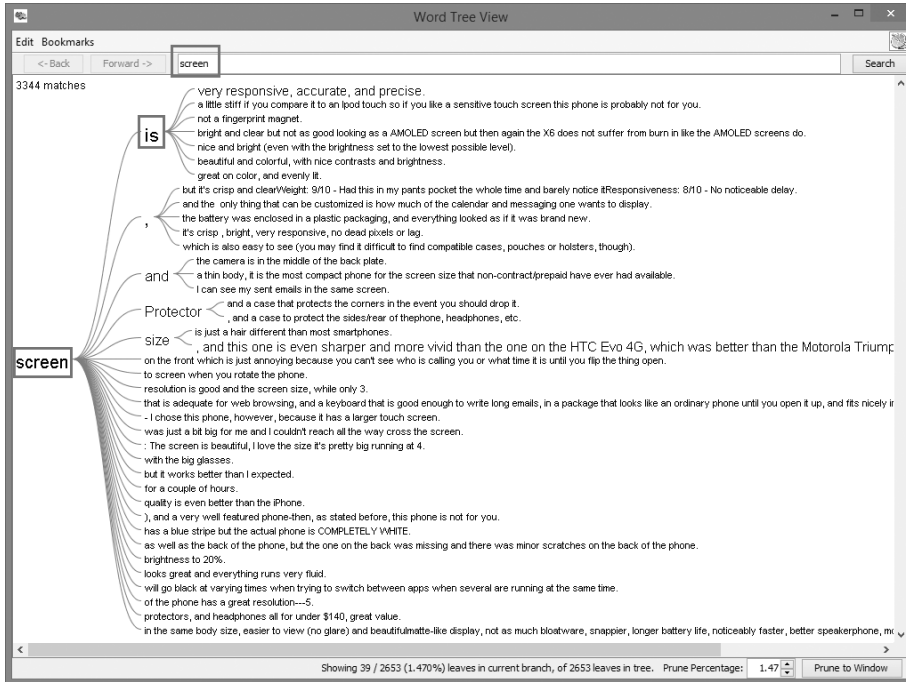 Word Tree View
Edit Bookmarks
<- Back Forward -> screen Search
3344 matches
screen
is
very responsive, accurate, and precise.
a little stiff if you compare it to an Ipod touch so if you like a sensitive touch screen this phone is probably not for you.
not a fingerprint magnet.
bright and clear but not as good looking as a AMOLED screen but then again the X6 does not suffer from burn in like the AMOLED screens do.
nice and bright (even with the brightness set to the lowest possible level).
beautiful and colorful, with nice contrasts and brightness.
great on color, and evenly lit.
,
but it's crisp and clearWeight: 9/10 - Had this in my pants pocket the whole time and barely notice itResponsiveness: 8/10 - No noticeable delay.
and the only thing that can be customized is how much of the calendar and messaging one wants to display.
the battery was enclosed in a plastic packaging, and everything looked as if it was brand new.
it's crisp , bright, very responsive, no dead pixels or lag.
which is also easy to see (you may find it difficult to find compatible cases, pouches or holsters, though).
and
the camera is in the middle of the back plate.
a thin body, it is the most compact phone for the screen size that non-contract/prepaid have ever had available.
I can see my sent emails in the same screen.
Protector
and a case that protects the corners in the event you should drop it.
, and a case to protect the sides/rear of thephone, headphones, etc.
size
is just a hair different than most smartphones.
, and this one is even sharper and more vivid than the one on the HTC Evo 4G, which was better than the Motorola Triump
on the front which is just annoying because you can't see who is calling you or what time it is until you flip the thing open.
to screen when you rotate the phone.
resolution is good and the screen size, while only 3.
that is adequate for web browsing, and a keyboard that is good enough to write long emails, in a package that looks like an ordinary phone until you open it up, and fits nicely in
- I chose this phone, however, because it has a larger touch screen.
was just a bit big for me and I couldn't reach all the way cross the screen.
: The screen is beautiful, I love the size it's pretty big running at 4.
with the big glasses.
but it works better than I expected.
for a couple of hours.
quality is even better than the iPhone.
), and a very well featured phone-then, as stated before, this phone is not for you.
has a blue stripe but the actual phone is COMPLETELY WHITE.
as well as the back of the phone, but the one on the back was missing and there was minor scratches on the back of the phone.
brightness to 20%.
looks great and everything runs very fluid.
will go black at varying times when trying to switch between apps when several are running at the same time.
of the phone has a great resolution---5.
protectors, and headphones all for under $140, great value.
in the same body size, easier to view (no glare) and beautifulmatte-like display, not as much bloatware, snappier, longer battery life, noticeably faster, better speakerphone, mo
Showing 39 / 2653 (1.470%) leaves in current branch, of 2653 leaves in tree. Prune Percentage: 1.47 Prune to Window